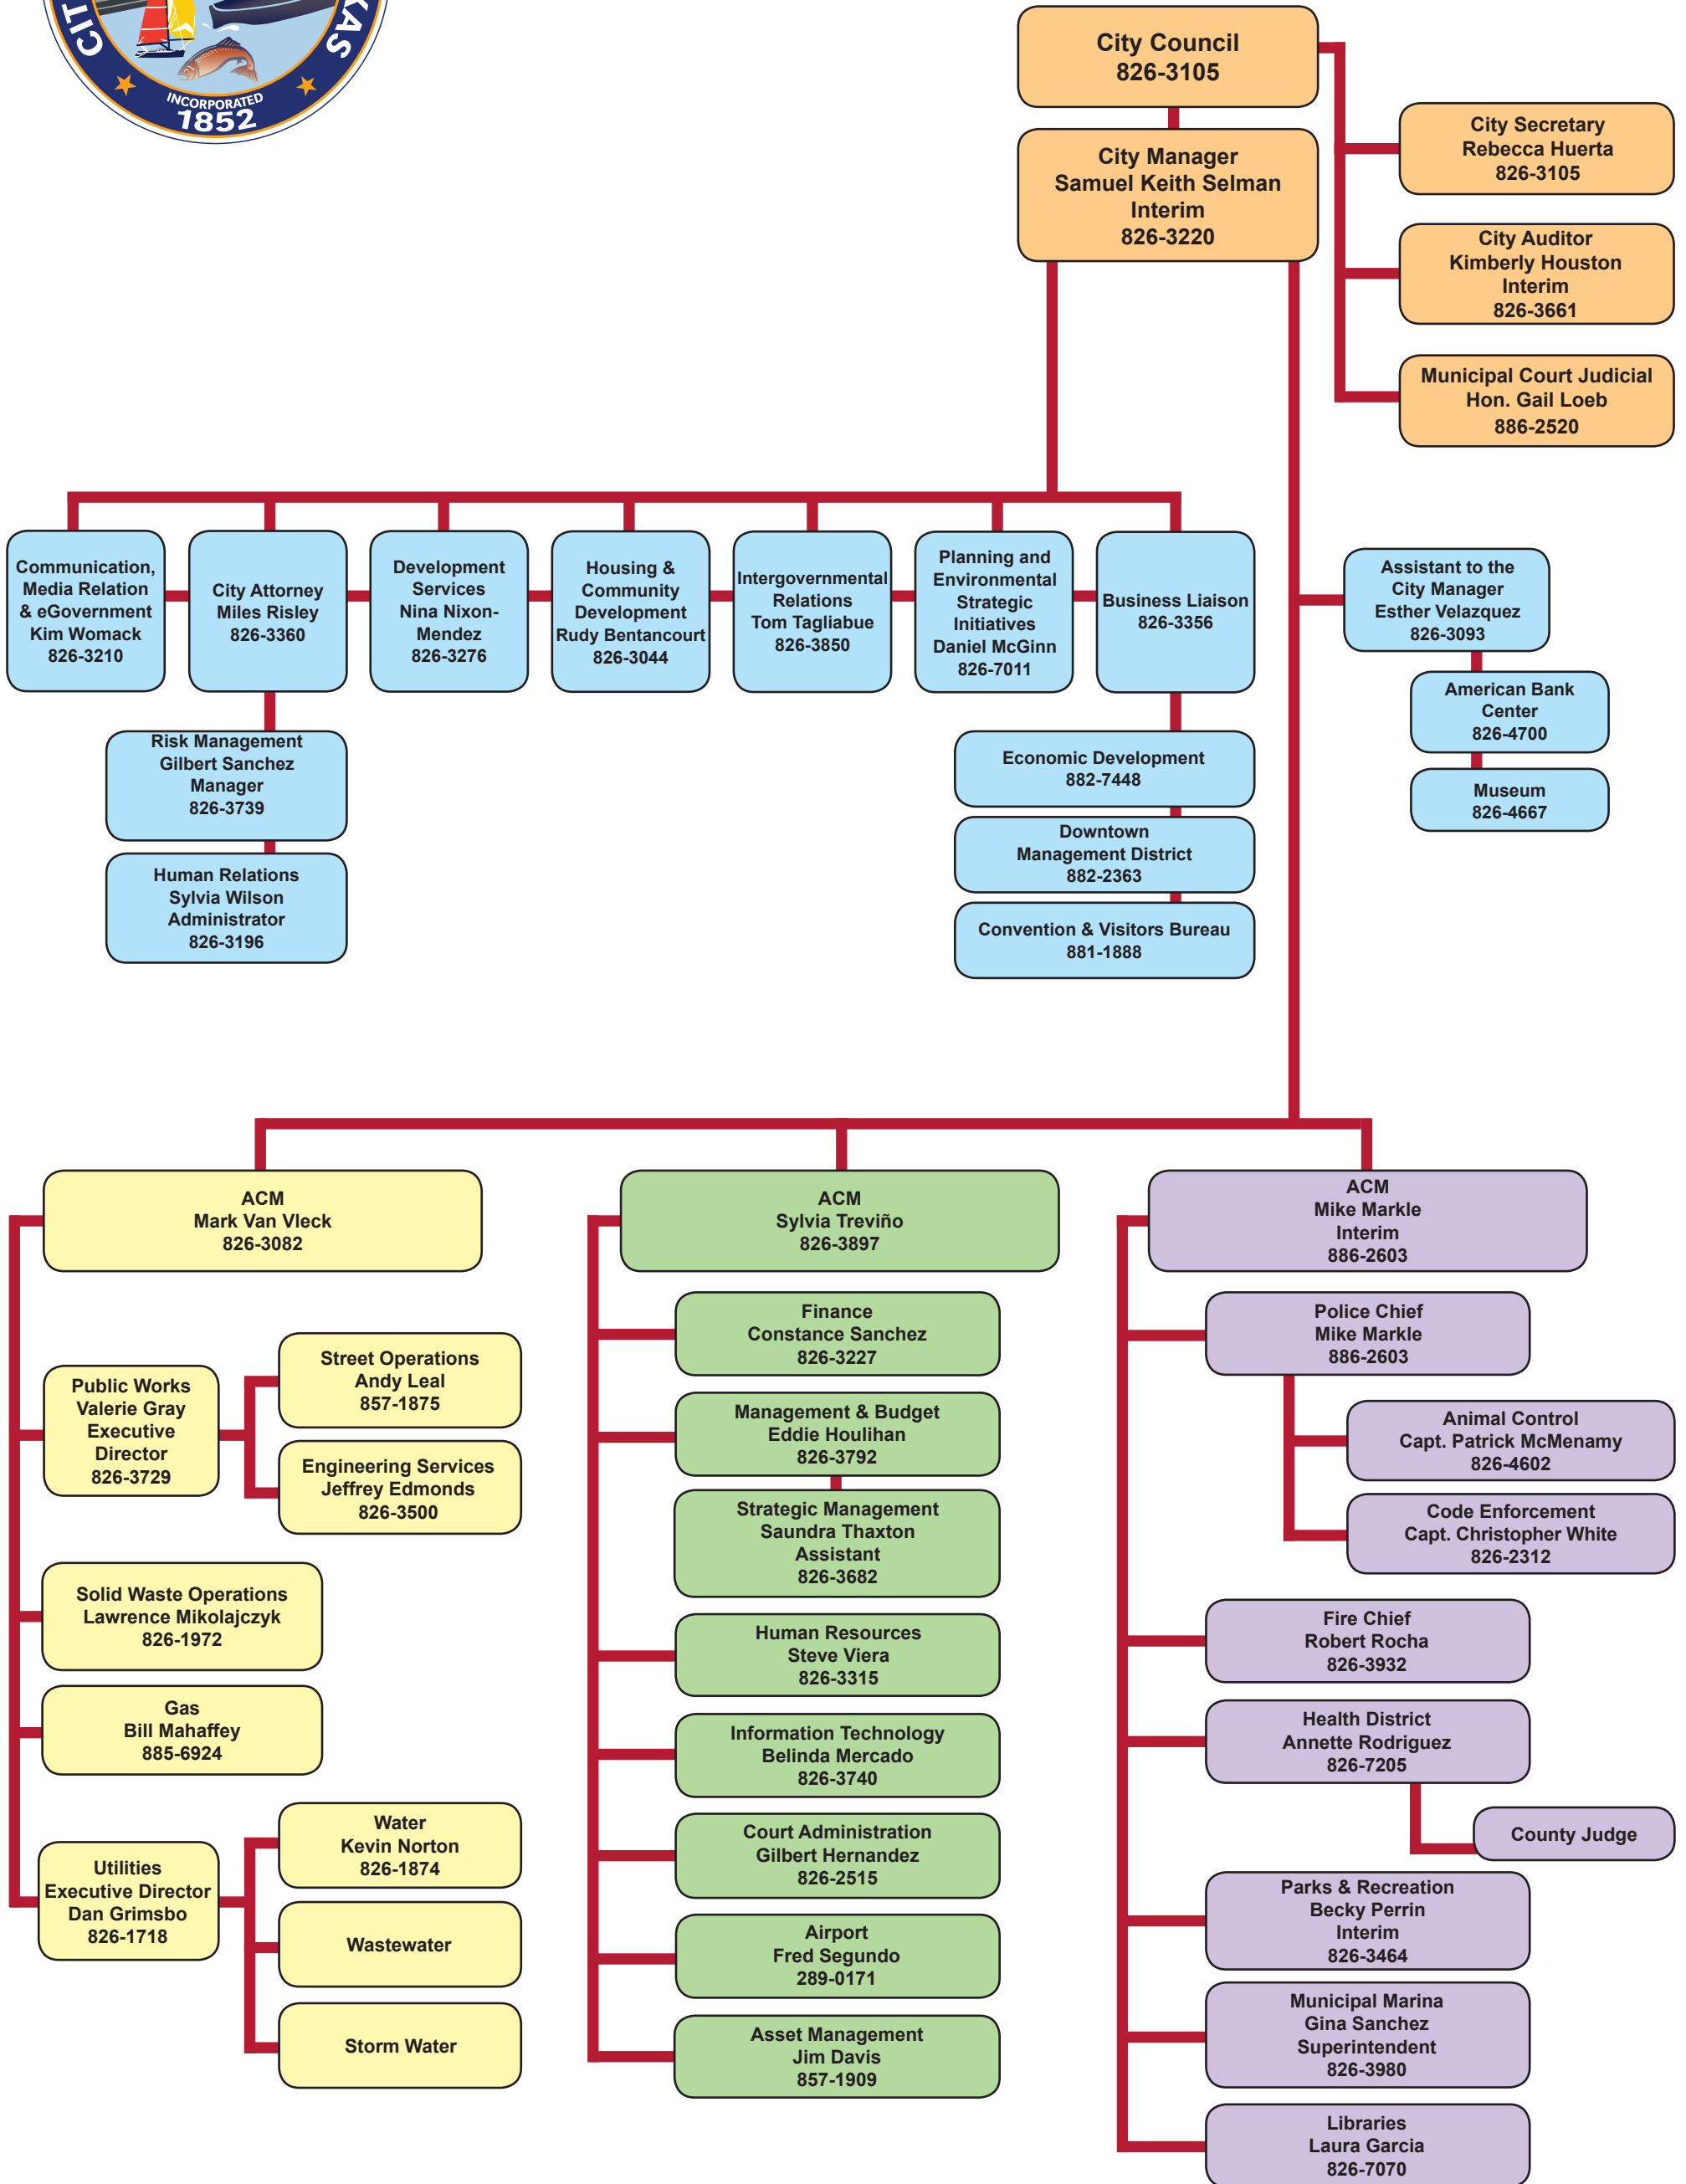 CIT
XAS
INCORPORATED
1852
City Council
826-3105
City Manager
Samuel Keith Selman
Interim
826-3220
City Secretary
Rebecca Huerta
826-3105
City Auditor
Kimberly Houston
Interim
826-3661
Municipal Court Judicial
Hon. Gail Loeb
886-2520
Communication,
Media Relation
& eGovernment
Kim Womack
826-3210
City Attorney
Miles Risley
826-3360
Development
Services
Nina Nixon-
Mendez
826-3276
Housing &
Community
Development
Rudy Bentancourt
826-3044
Intergovernmental
Relations
Tom Tagliabue
826-3850
Planning and
Environmental
Strategic
Initiatives
Daniel McGinn
826-7011
Business Liaison
826-3356
Assistant to the
City Manager
Esther Velazquez
826-3093
American Bank
Center
826-4700
Museum
826-4667
Risk Management
Gilbert Sanchez
Manager
826-3739
Human Relations
Sylvia Wilson
Administrator
826-3196
Economic Development
882-7448
Downtown
Management District
882-2363
Convention & Visitors Bureau
881-1888
ACM
Mark Van Vleck
826-3082
Public Works
Valerie Gray
Executive
Director
826-3729
Street Operations
Andy Leal
857-1875
Engineering Services
Jeffrey Edmonds
826-3500
Solid Waste Operations
Lawrence Mikolajczyk
826-1972
Gas
Bill Mahaffey
885-6924
Utilities
Executive Director
Dan Grimsbo
826-1718
Water
Kevin Norton
826-1874
Wastewater
Storm Water
ACM
Sylvia Treviño
826-3897
Finance
Constance Sanchez
826-3227
Management & Budget
Eddie Houlihan
826-3792
Strategic Management
Saundra Thaxton
Assistant
826-3682
Human Resources
Steve Viera
826-3315
Information Technology
Belinda Mercado
826-3740
Court Administration
Gilbert Hernandez
826-2515
Airport
Fred Segundo
289-0171
Asset Management
Jim Davis
857-1909
ACM
Mike Markle
Interim
886-2603
Police Chief
Mike Markle
886-2603
Animal Control
Capt. Patrick McMenamy
826-4602
Code Enforcement
Capt. Christopher White
826-2312
Fire Chief
Robert Rocha
826-3932
Health District
Annette Rodriguez
826-7205
County Judge
Parks & Recreation
Becky Perrin
Interim
826-3464
Municipal Marina
Gina Sanchez
Superintendent
826-3980
Libraries
Laura Garcia
826-7070